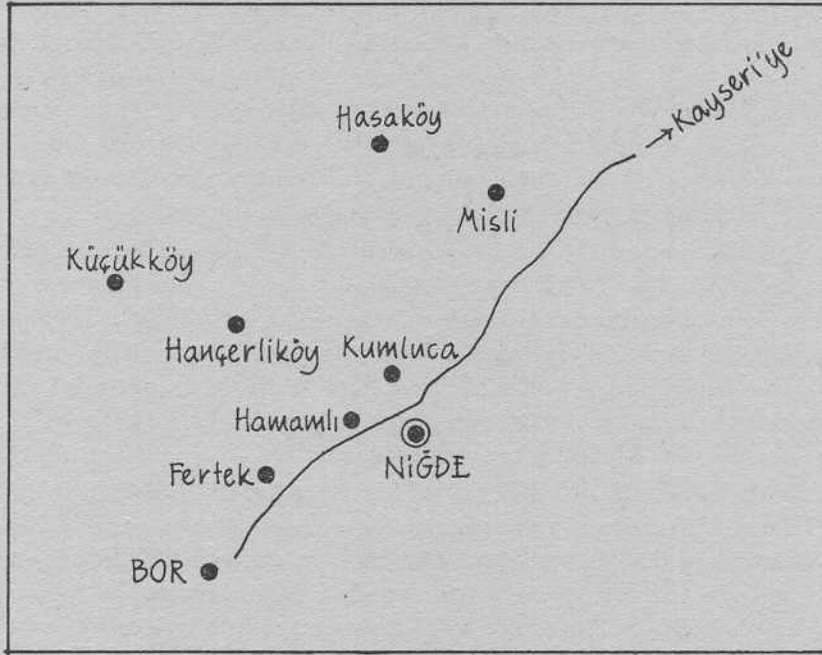 → Kayseri'ye
Hasaköy
Misli
Küçükköy
Hançerliköy
Kumluca
Hamamlı
NİĞDE
Fertek
BOR